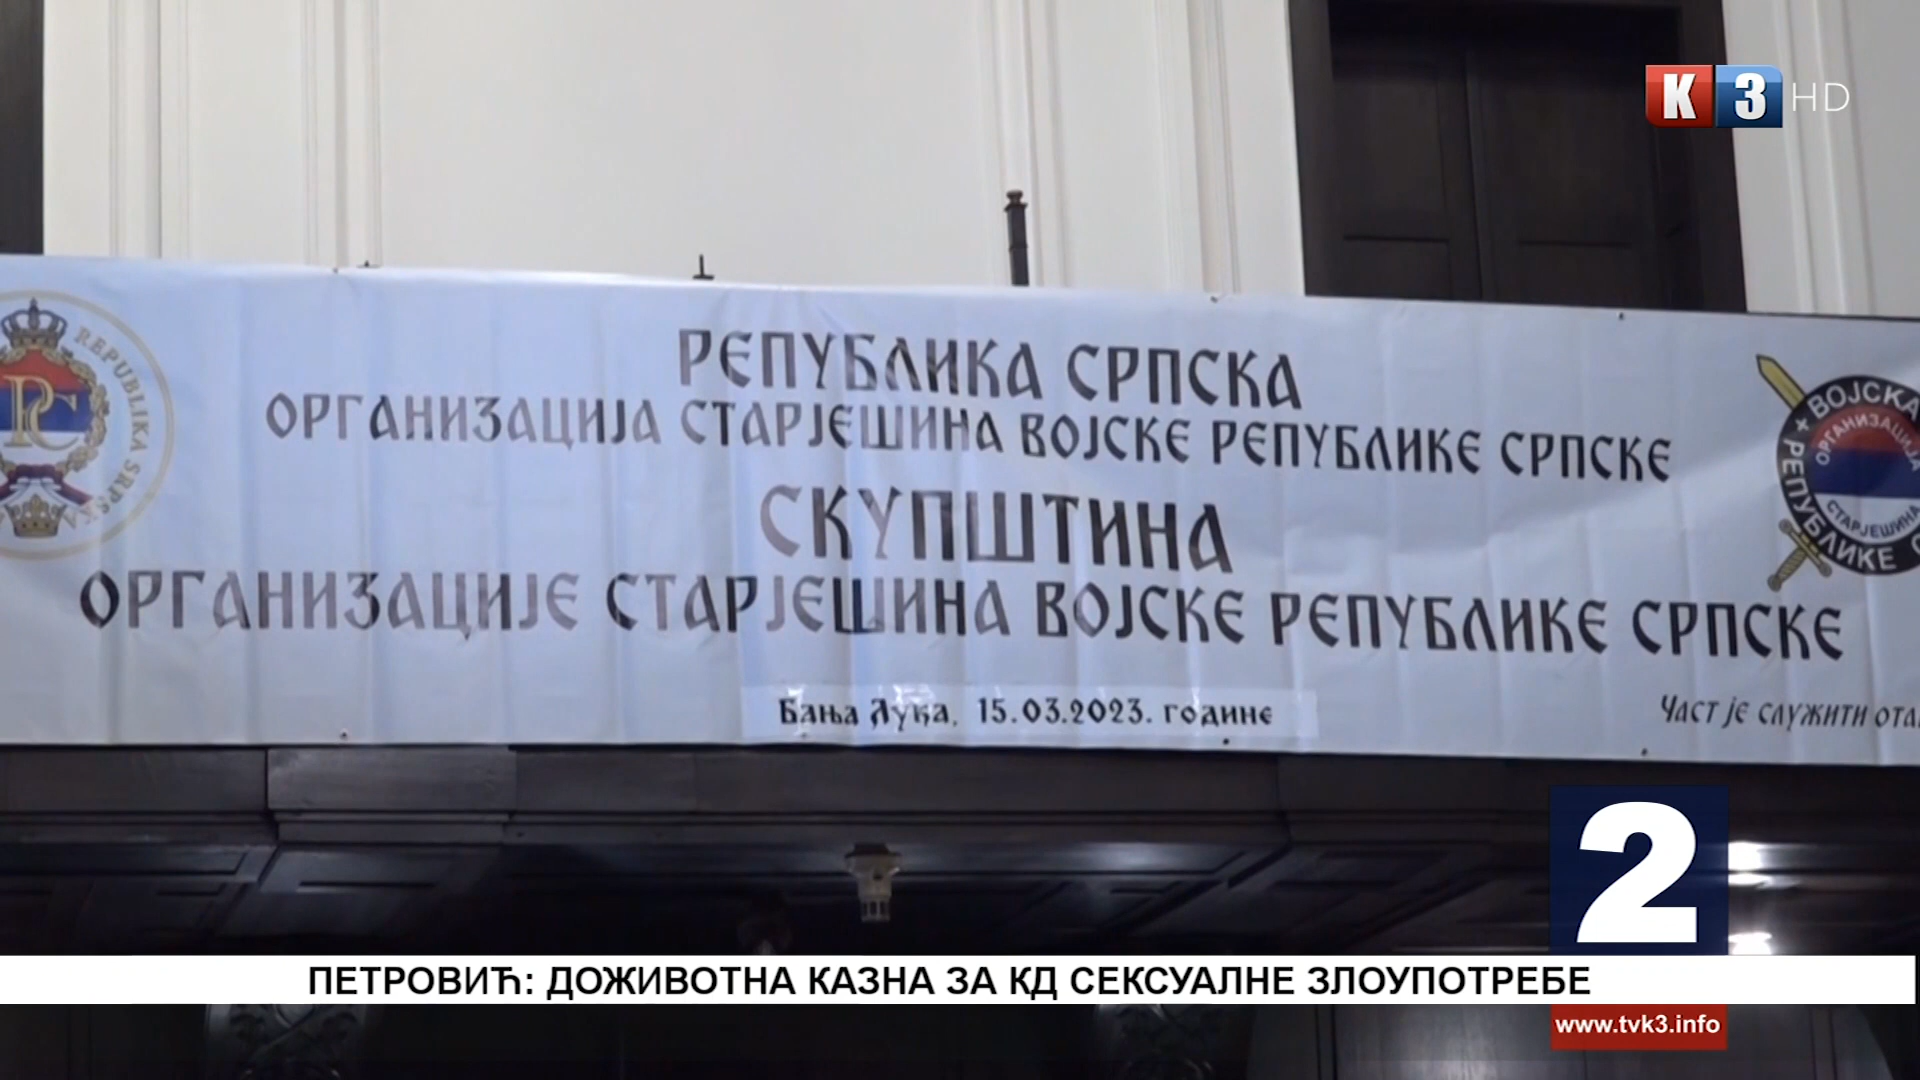 К3 HD
РЕПУБЛИКА СРПСКА
ОРГАНИЗАЦИЈА СТАРЈЕШИНА ВОЈСКЕ РЕПУБЛИКЕ СРПСКЕ
СКУПШТИНА
ОРГАНИЗАЦИЈЕ СТАРЈЕШИНА ВОЈСКЕ РЕПУБЛИКЕ СРПСКЕ
Бања Лука, 15.03.2023. године
Част је служити
REPUBLIKA SRPSKA
РС
ВОЈСКА
РЕПУБЛИКЕ
ОРГАНИЗАЦИЈА
СТАРЈЕШИНА
2
ПЕТРОВИЋ: ДОЖИВОТНА КАЗНА ЗА КД СЕКСУАЛНЕ ЗЛОУПОТРЕБЕ
www.tvk3.info